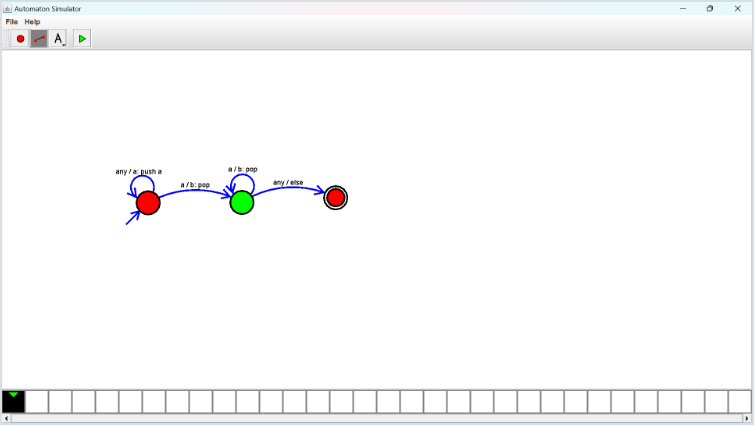 Automaton Simulator
File Help
A
any / a: push a
a / b: pop
a / b: pop
any / else